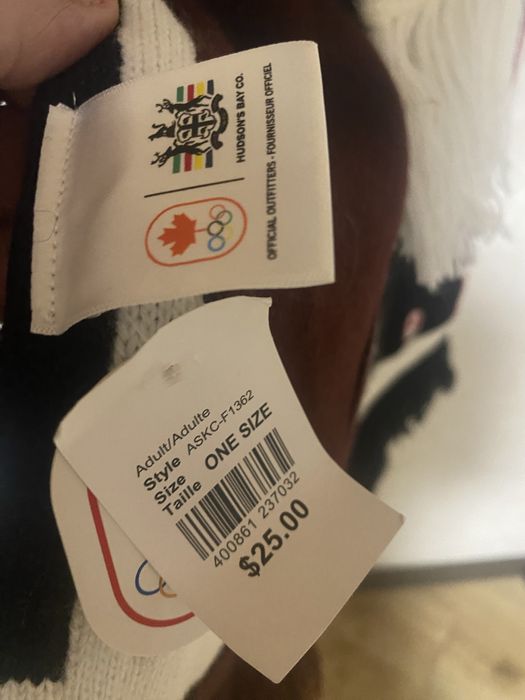 HUDSON'S BAY CO.
OFFICIAL OUTFITTERS - FOURNISSEUR OFFICIEL
Adult/Adulte
Style ASKC-F1362
Size ONE SIZE
Taille
400861 237032
$25.00